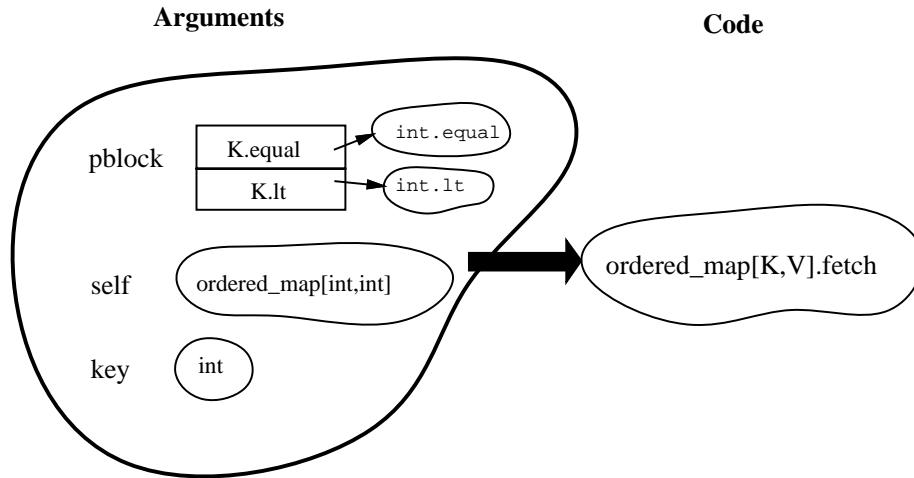 Arguments
Code
pblock
K.equal
int.equal
K.lt
int.lt
self
ordered_map[int,int]
ordered_map[K,V].fetch
key
int